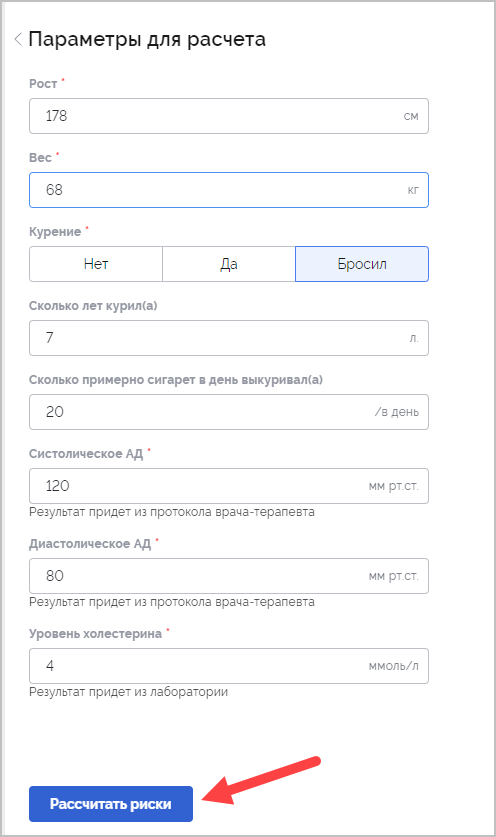 Параметры для расчета
Рост *
178 см
Вес *
68 кг
Курение *
Нет Да Бросил
Сколько лет курил(а)
7 л.
Сколько примерно сигарет в день выкуривал(а)
20 /в день
Систолическое АД *
120 мм рт.ст.
Результат придет из протокола врача-терапевта
Диастолическое АД *
80 мм рт.ст.
Результат придет из протокола врача-терапевта
Уровень холестерина *
4 ммоль/л
Результат придет из лаборатории
Рассчитать риски